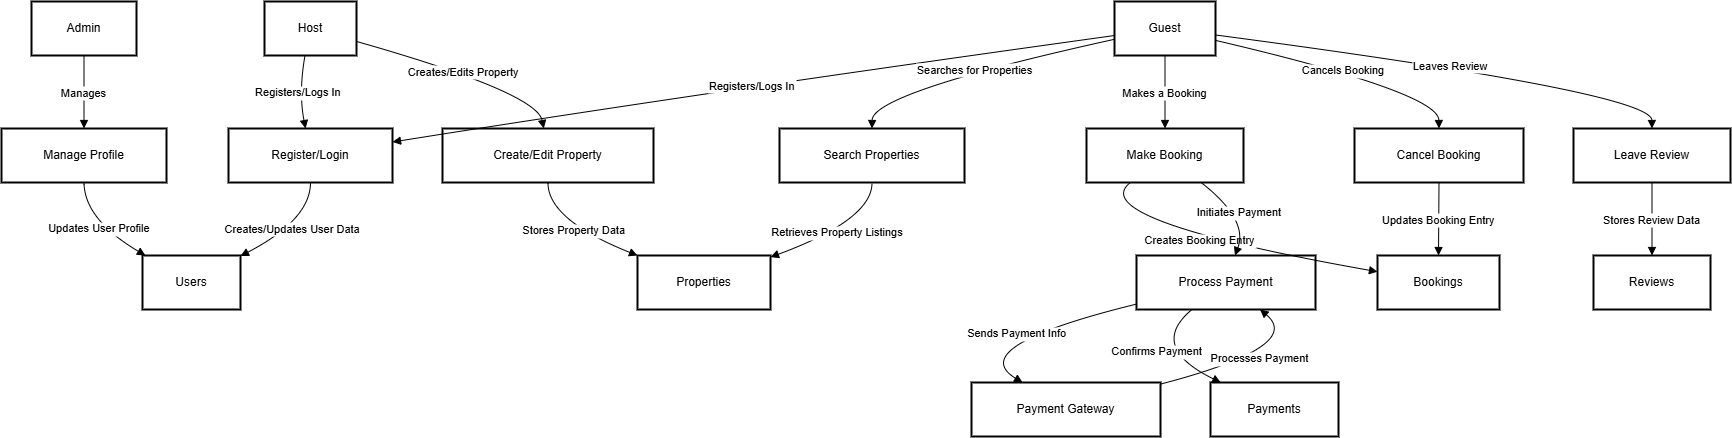 Admin
Host
Guest
Manages
Registers/Logs In
Creates/Edits Property
Registers/Logs In
Searches for Properties
Makes a Booking
Cancels Booking
Leaves Review
Manage Profile
Register/Login
Create/Edit Property
Search Properties
Make Booking
Cancel Booking
Leave Review
Updates User Profile
Creates/Updates User Data
Stores Property Data
Retrieves Property Listings
Initiates Payment
Creates Booking Entry
Updates Booking Entry
Stores Review Data
Users
Properties
Process Payment
Bookings
Reviews
Sends Payment Info
Confirms Payment
Processes Payment
Payment Gateway
Payments